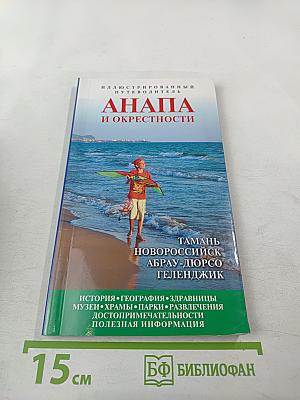 ИЛЛЮСТРИРОВАННЫЙ
ПУТЕВОДИТЕЛЬ
АНАПА
И ОКРЕСТНОСТИ
ТАМАНЬ
НОВОРОССИЙСК
АБРАУ-ДЮРСО
ГЕЛЕНДЖИК
ИСТОРИЯ•ГЕОГРАФИЯ•ЗДРАВНИЦЫ
МУЗЕИ•ХРАМЫ•ПАРКИ•РАЗВЛЕЧЕНИЯ
ДОСТОПРИМЕЧАТЕЛЬНОСТИ
ПОЛЕЗНАЯ ИНФОРМАЦИЯ
15 см
БФ БИБЛИОФАН